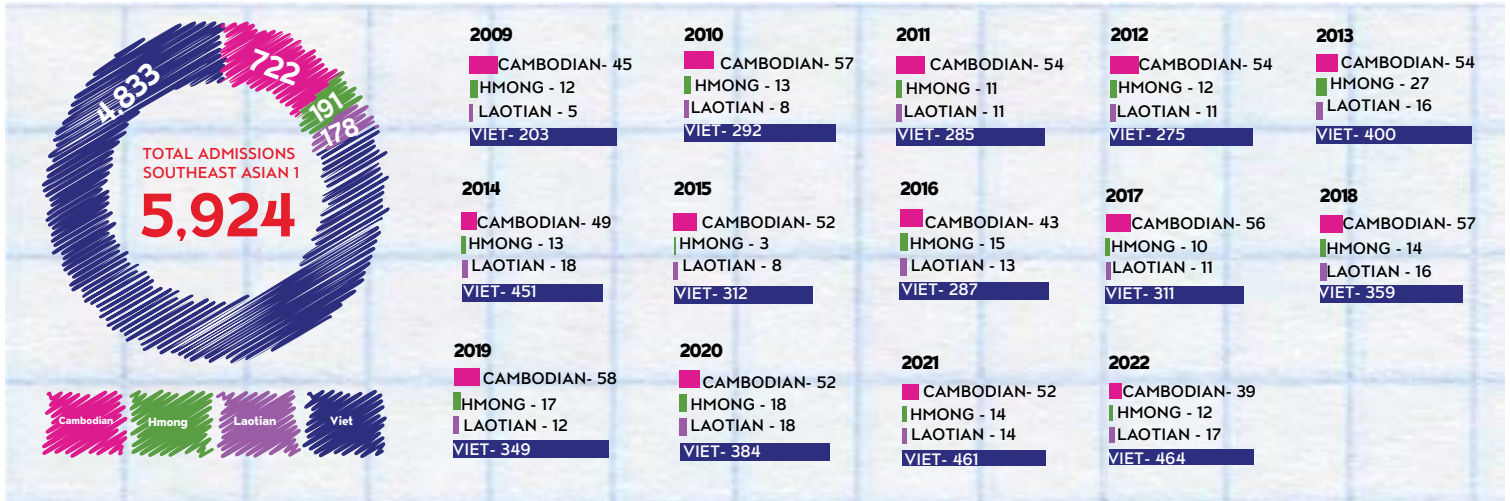 4,833
722
191
178
TOTAL ADMISSIONS
SOUTHEAST ASIAN 1
5,924
Cambodian
Hmong
Laotian
Viet
2009
CAMBODIAN- 45
HMONG - 12
LAOTIAN - 5
VIET- 203
2010
CAMBODIAN- 57
HMONG - 13
LAOTIAN - 8
VIET- 292
2011
CAMBODIAN- 54
HMONG - 11
LAOTIAN - 11
VIET- 285
2012
CAMBODIAN- 54
HMONG - 12
LAOTIAN - 11
VIET- 275
2013
CAMBODIAN- 54
HMONG - 27
LAOTIAN - 16
VIET- 400
2014
CAMBODIAN- 49
HMONG - 13
LAOTIAN - 18
VIET- 451
2015
CAMBODIAN- 52
HMONG - 3
LAOTIAN - 8
VIET- 312
2016
CAMBODIAN- 43
HMONG - 15
LAOTIAN - 13
VIET- 287
2017
CAMBODIAN- 56
HMONG - 10
LAOTIAN - 11
VIET- 311
2018
CAMBODIAN- 57
HMONG - 14
LAOTIAN - 16
VIET- 359
2019
CAMBODIAN- 58
HMONG - 17
LAOTIAN - 12
VIET- 349
2020
CAMBODIAN- 52
HMONG - 18
LAOTIAN - 18
VIET- 384
2021
CAMBODIAN- 52
HMONG - 14
LAOTIAN - 14
VIET- 461
2022
CAMBODIAN- 39
HMONG - 12
LAOTIAN - 17
VIET- 464